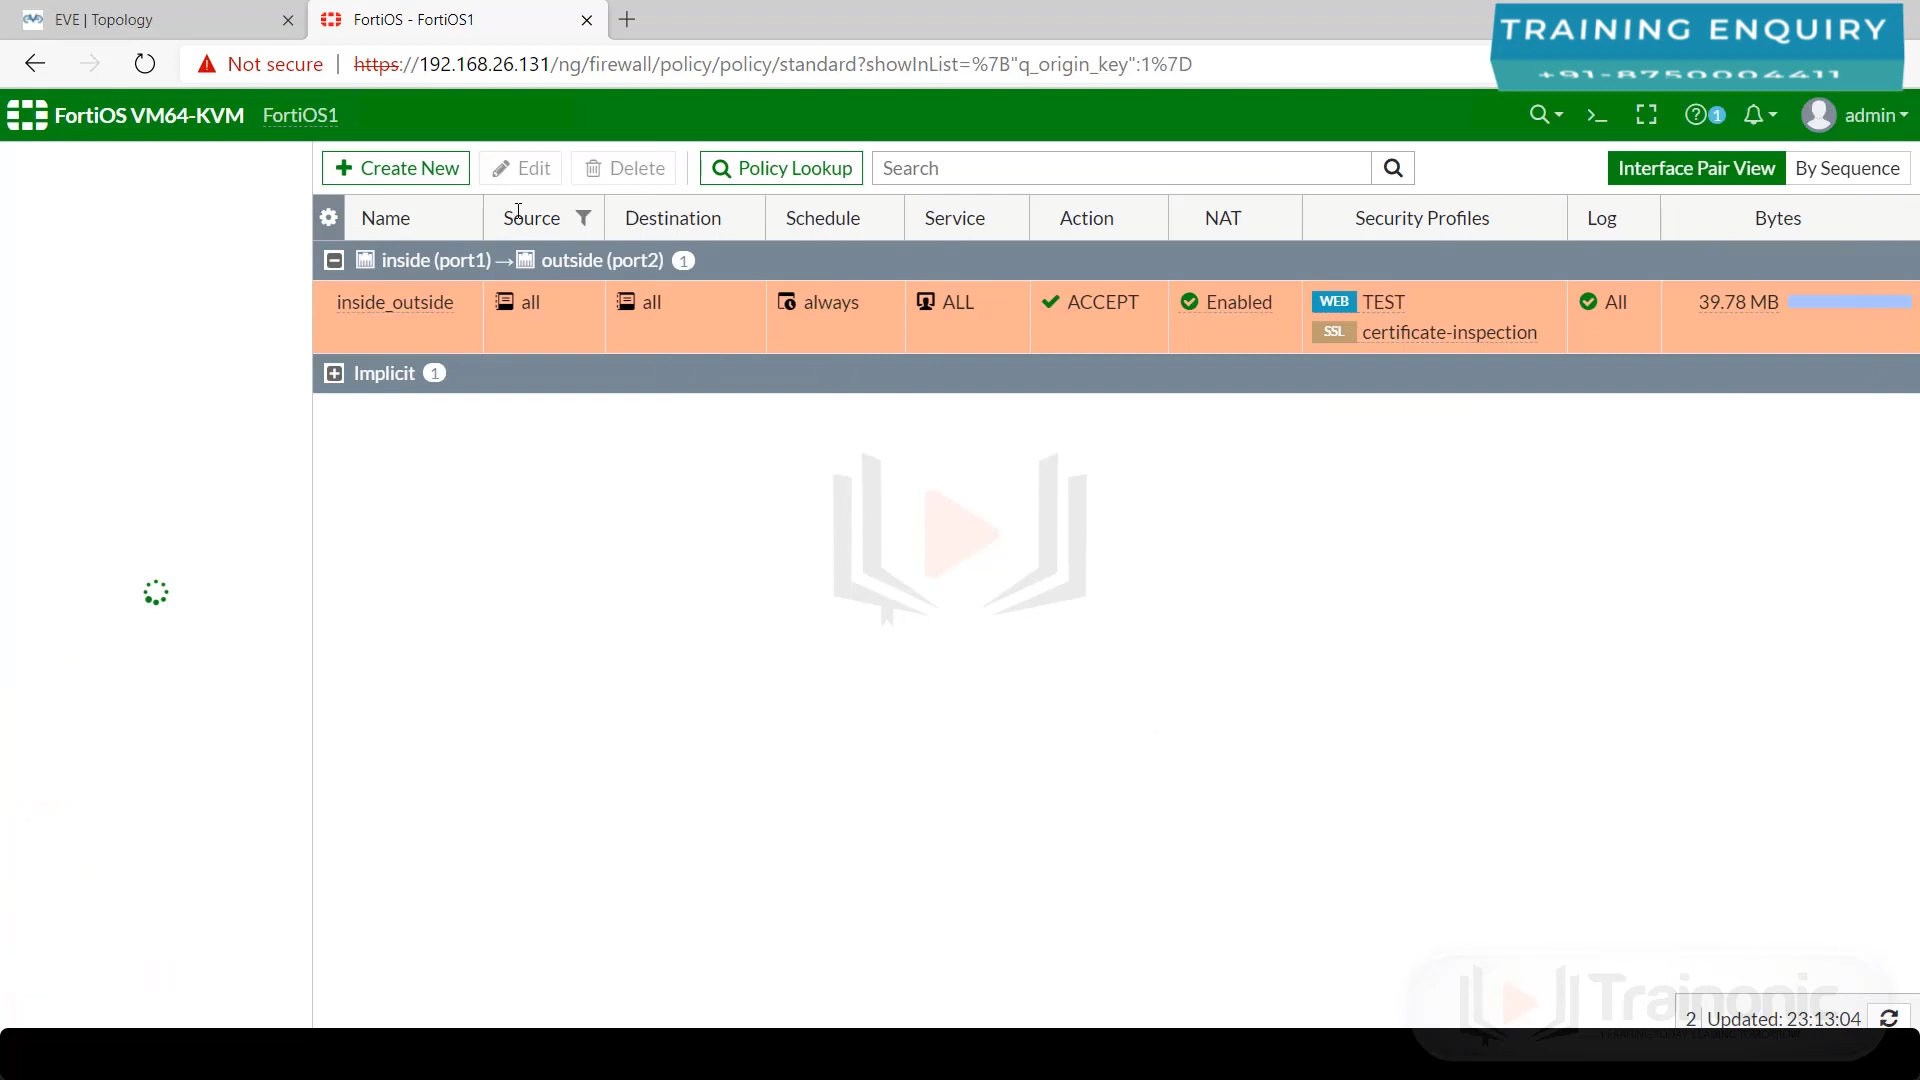 EVE | Topology
FortiOS - FortiOS1
TRAINING ENQUIRY
+91-8750004411
Not secure | https://192.168.26.131/ng/firewall/policy/policy/standard?showInList=%7B"q_origin_key":1%7D
FortiOS VM64-KVM FortiOS1
1 admin
Create New Edit Delete Policy Lookup Search Interface Pair View By Sequence
Name Source Destination Schedule Service Action NAT Security Profiles Log Bytes
inside (port1) → outside (port2) 1
inside_outside all all always ALL ACCEPT Enabled WEB TEST All 39.78 MB
SSL certificate-inspection
Implicit 1
Trainonic
2 Updated: 23:13:04